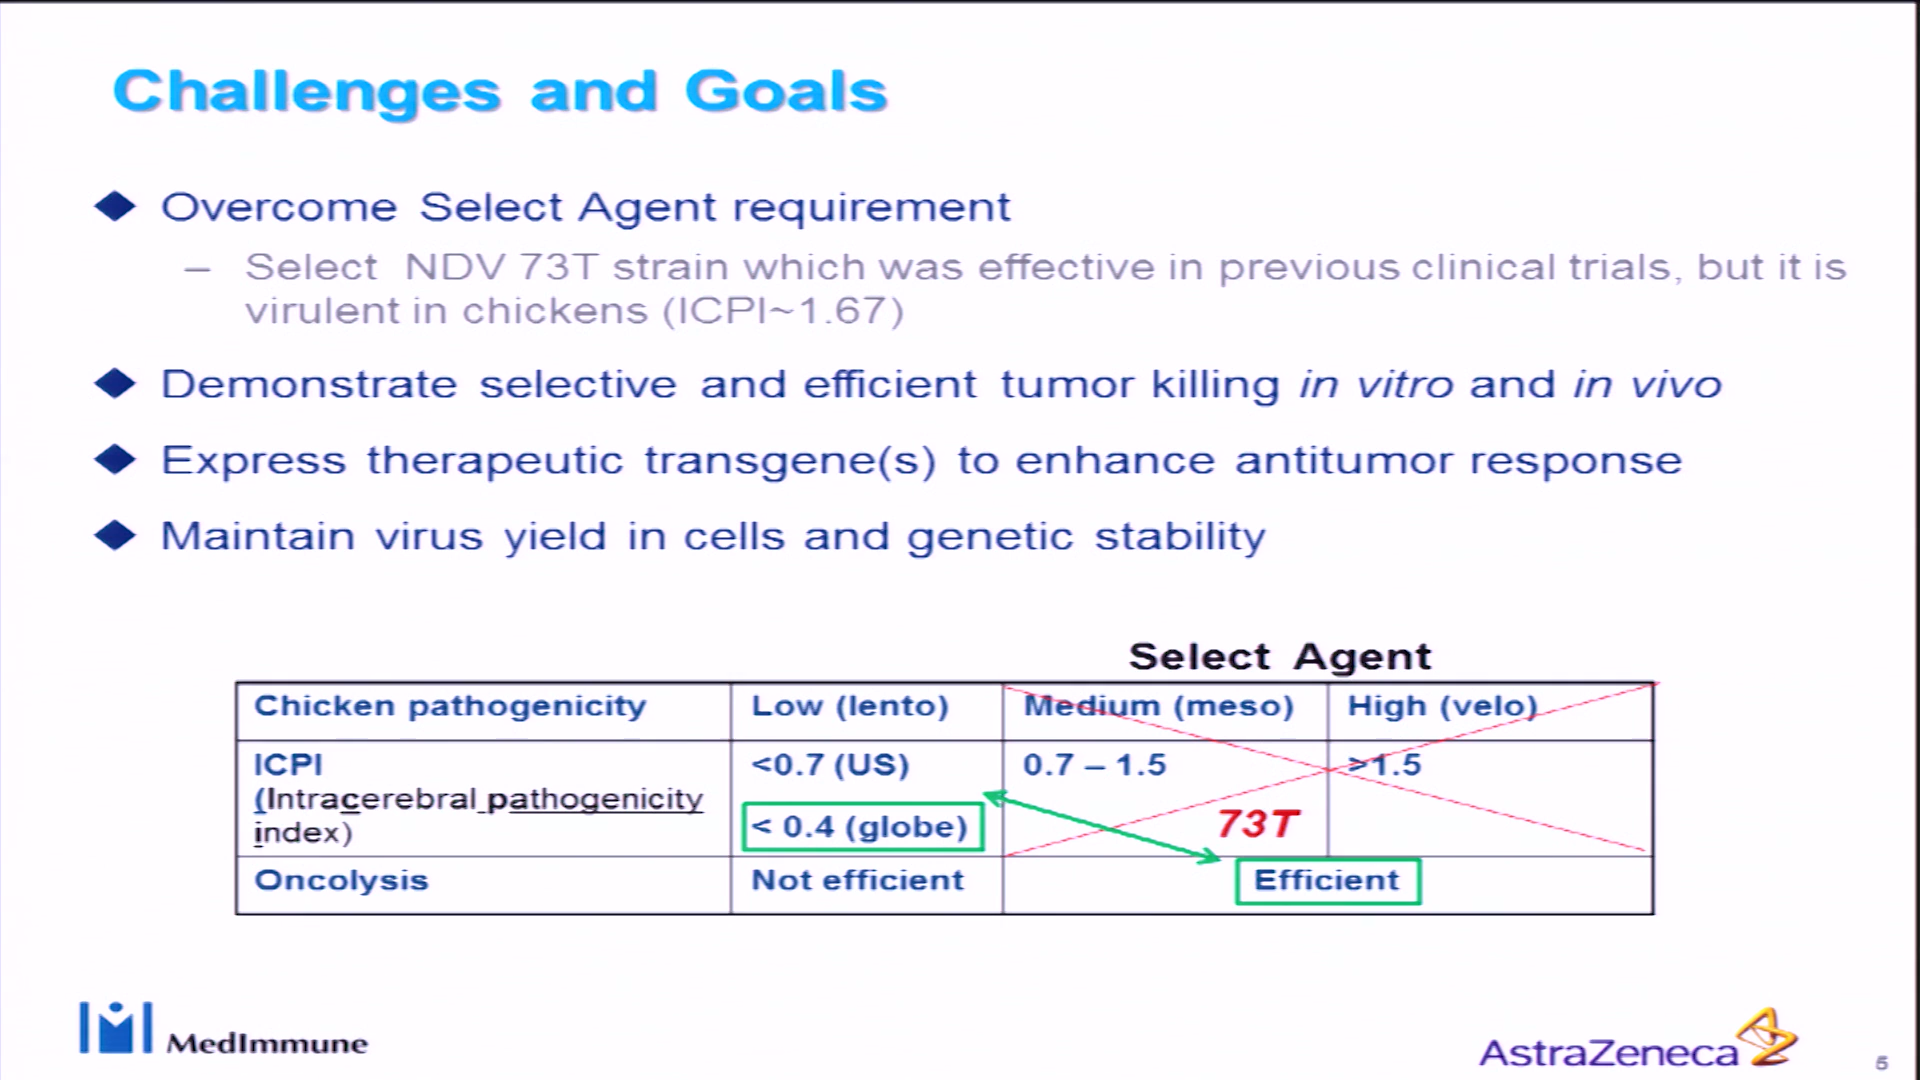 Challenges and Goals
Overcome Select Agent requirement
– Select NDV 73T strain which was effective in previous clinical trials, but it is
virulent in chickens (ICPI~1.67)
Demonstrate selective and efficient tumor killing in vitro and in vivo
Express therapeutic transgene(s) to enhance antitumor response
Maintain virus yield in cells and genetic stability
Select Agent
Chicken pathogenicity Low (lento) Medium (meso) High (velo)
ICPI <0.7 (US) 0.7 – 1.5 >1.5
(Intracerebral pathogenicity
index)
< 0.4 (globe) 73T
Oncolysis Not efficient Efficient
MedImmune
AstraZeneca
5